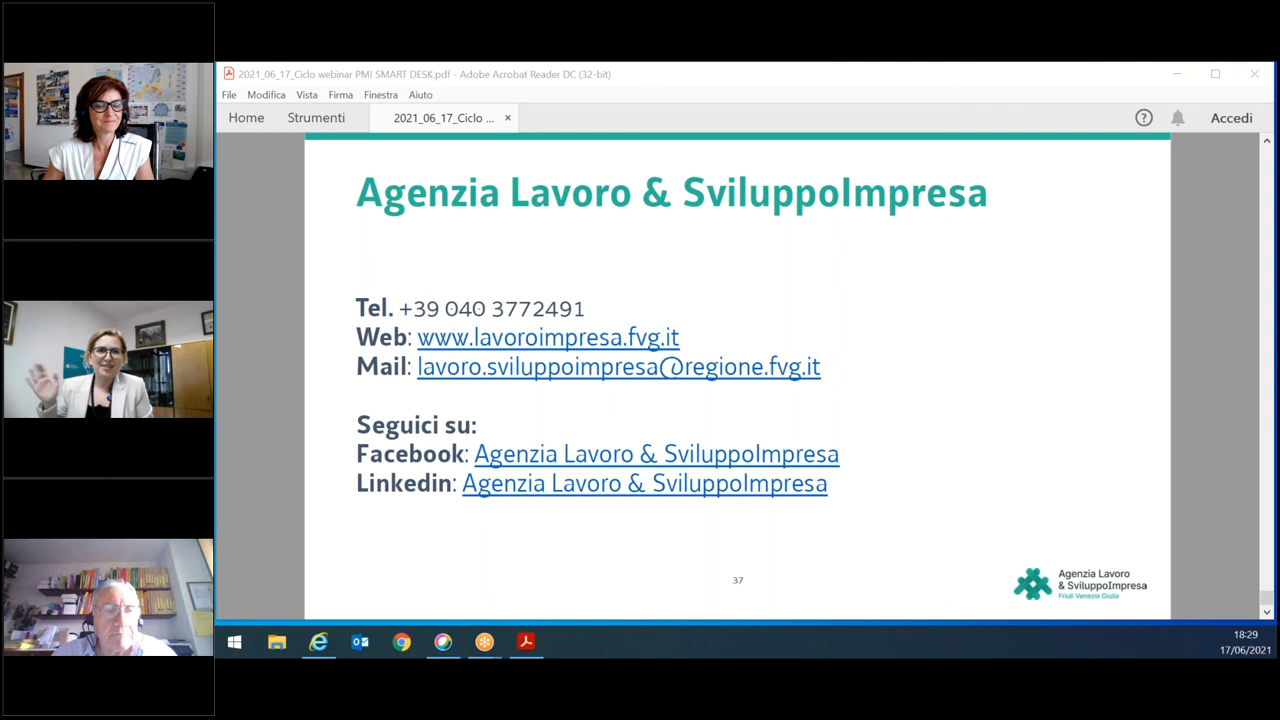 2021_06_17_Ciclo webinar PMI SMART DESK.pdf - Adobe Acrobat Reader DC (32-bit)
File Modifica Vista Firma Finestra Aiuto
Home Strumenti 2021_06_17_Ciclo ... × Accedi
Agenzia Lavoro & SviluppoImpresa
Tel. +39 040 3772491
Web: www.lavoroimpresa.fvg.it
Mail: lavoro.sviluppoimpresa@regione.fvg.it
Seguici su:
Facebook: Agenzia Lavoro & SviluppoImpresa
Linkedin: Agenzia Lavoro & SviluppoImpresa
37
Agenzia Lavoro
& SviluppoImpresa
Friuli Venezia Giulia
18:29
17/06/2021